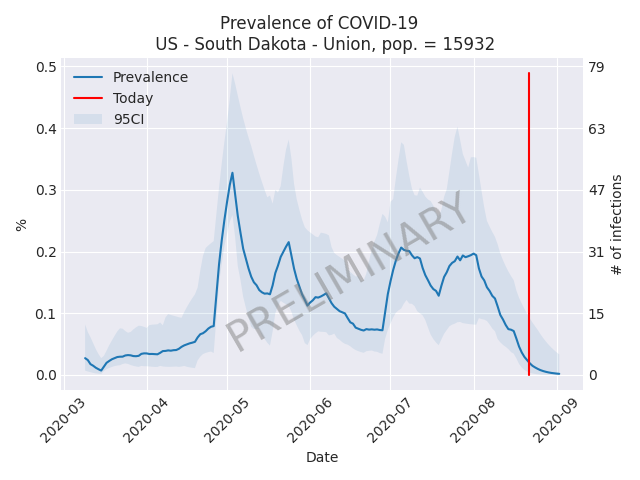 Prevalence of COVID-19
US - South Dakota - Union, pop. = 15932
Prevalence
Today
95CI
PRELIMINARY
%
0.5
0.4
0.3
0.2
0.1
0.0
79
63
47
31
15
0
# of infections
2020-03
2020-04
2020-05
2020-06
2020-07
2020-08
2020-09
Date